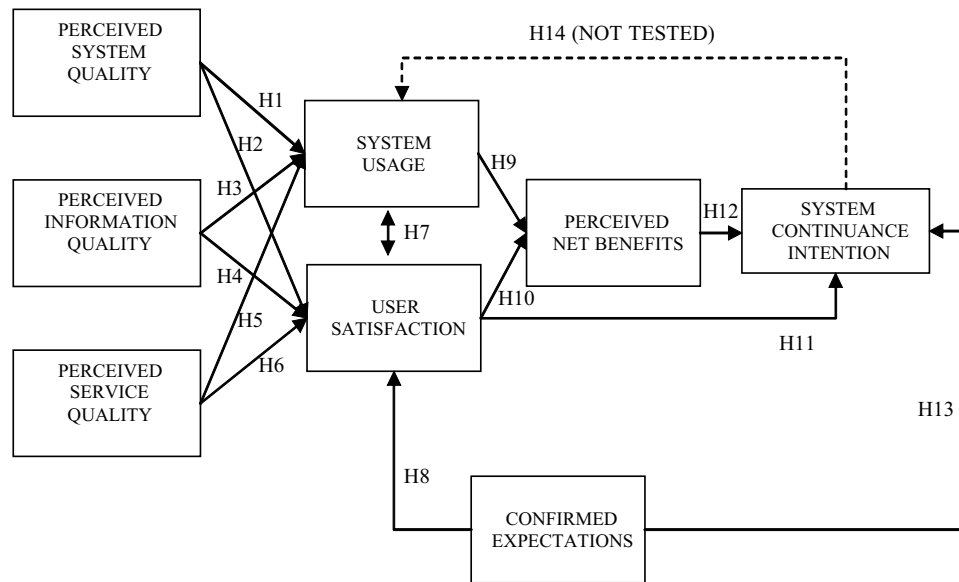 PERCEIVED
SYSTEM
QUALITY
H14 (NOT TESTED)
H1
H2
SYSTEM
USAGE
H9
PERCEIVED
INFORMATION
QUALITY
H3
H4
H7
PERCEIVED
NET BENEFITS
H12
SYSTEM
CONTINUANCE
INTENTION
H10
USER
SATISFACTION
H5
H6
H11
PERCEIVED
SERVICE
QUALITY
H13
H8
CONFIRMED
EXPECTATIONS